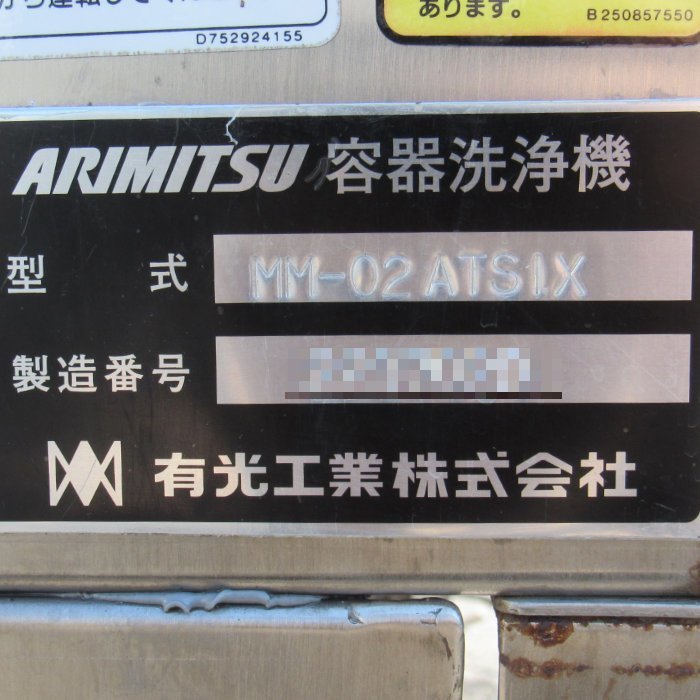 D752924155
あります。
B250857550
ARIMITSU 容器洗浄機
型 式 MM-02ATS1X
製造番号
有光工業株式会社